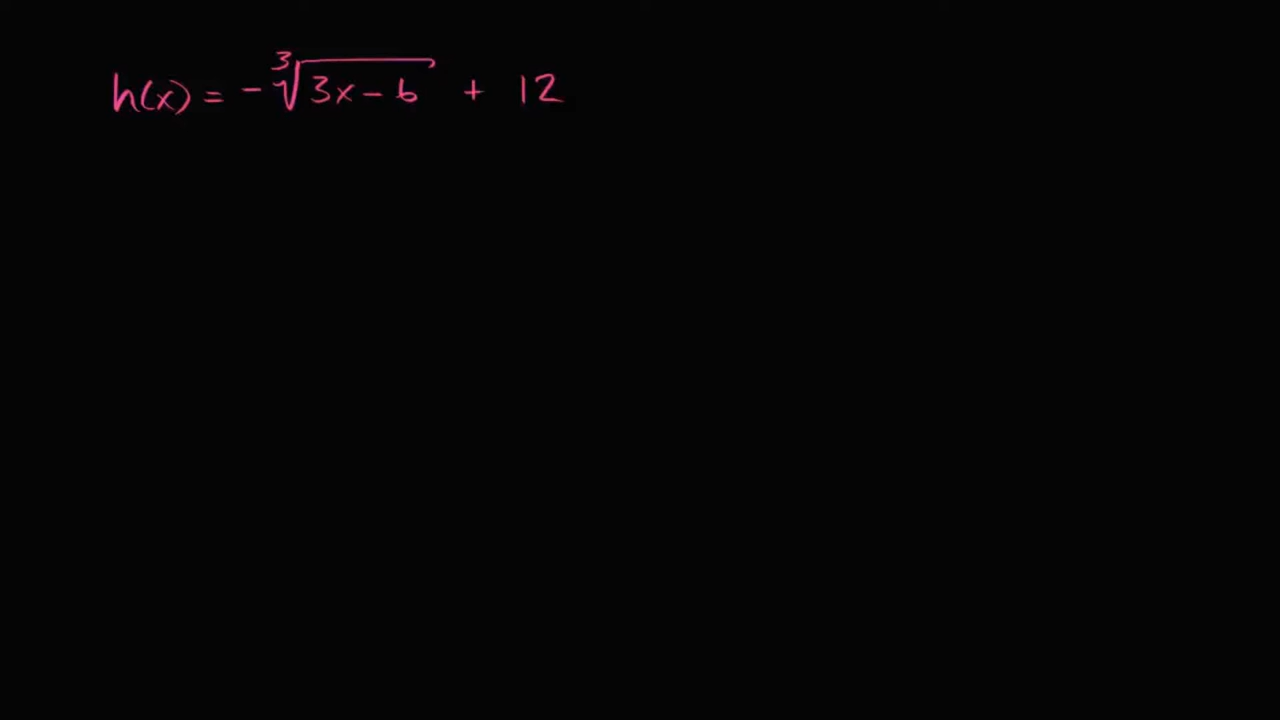 h(x) = -∛(3x-6) + 12